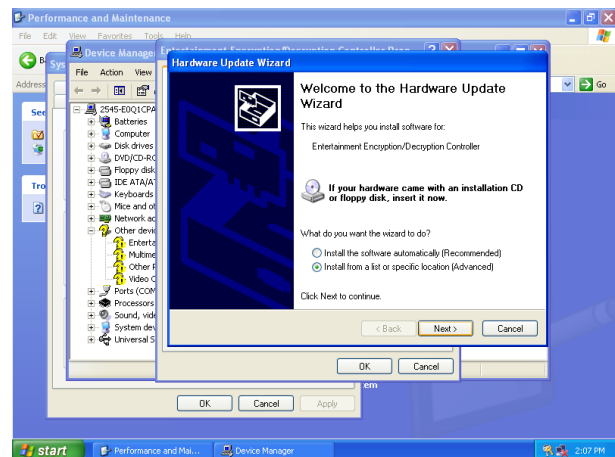 Performance and Maintenance
File Edit View Favorites Tools Help
Address
Go
See
Tro
Sys
Device Manager
File Action View
2545-E0Q1CPA
Batteries
Computer
Disk drives
DVD/CD-RO
Floppy disk
IDE ATA/A
Keyboards
Mice and ot
Network ad
Other devic
Enterta
Multime
Other P
Video C
Ports (COM
Processors
Sound, vide
System dev
Universal S
Hardware Update Wizard
Welcome to the Hardware Update
Wizard
This wizard helps you install software for:
Entertainment Encryption/Decryption Controller
If your hardware came with an installation CD
or floppy disk, insert it now.
What do you want the wizard to do?
Install the software automatically (Recommended)
Install from a list or specific location (Advanced)
Click Next to continue.
< Back Next > Cancel
OK Cancel
em
OK Cancel Apply
start Performance and Mai... Device Manager 2:07 PM